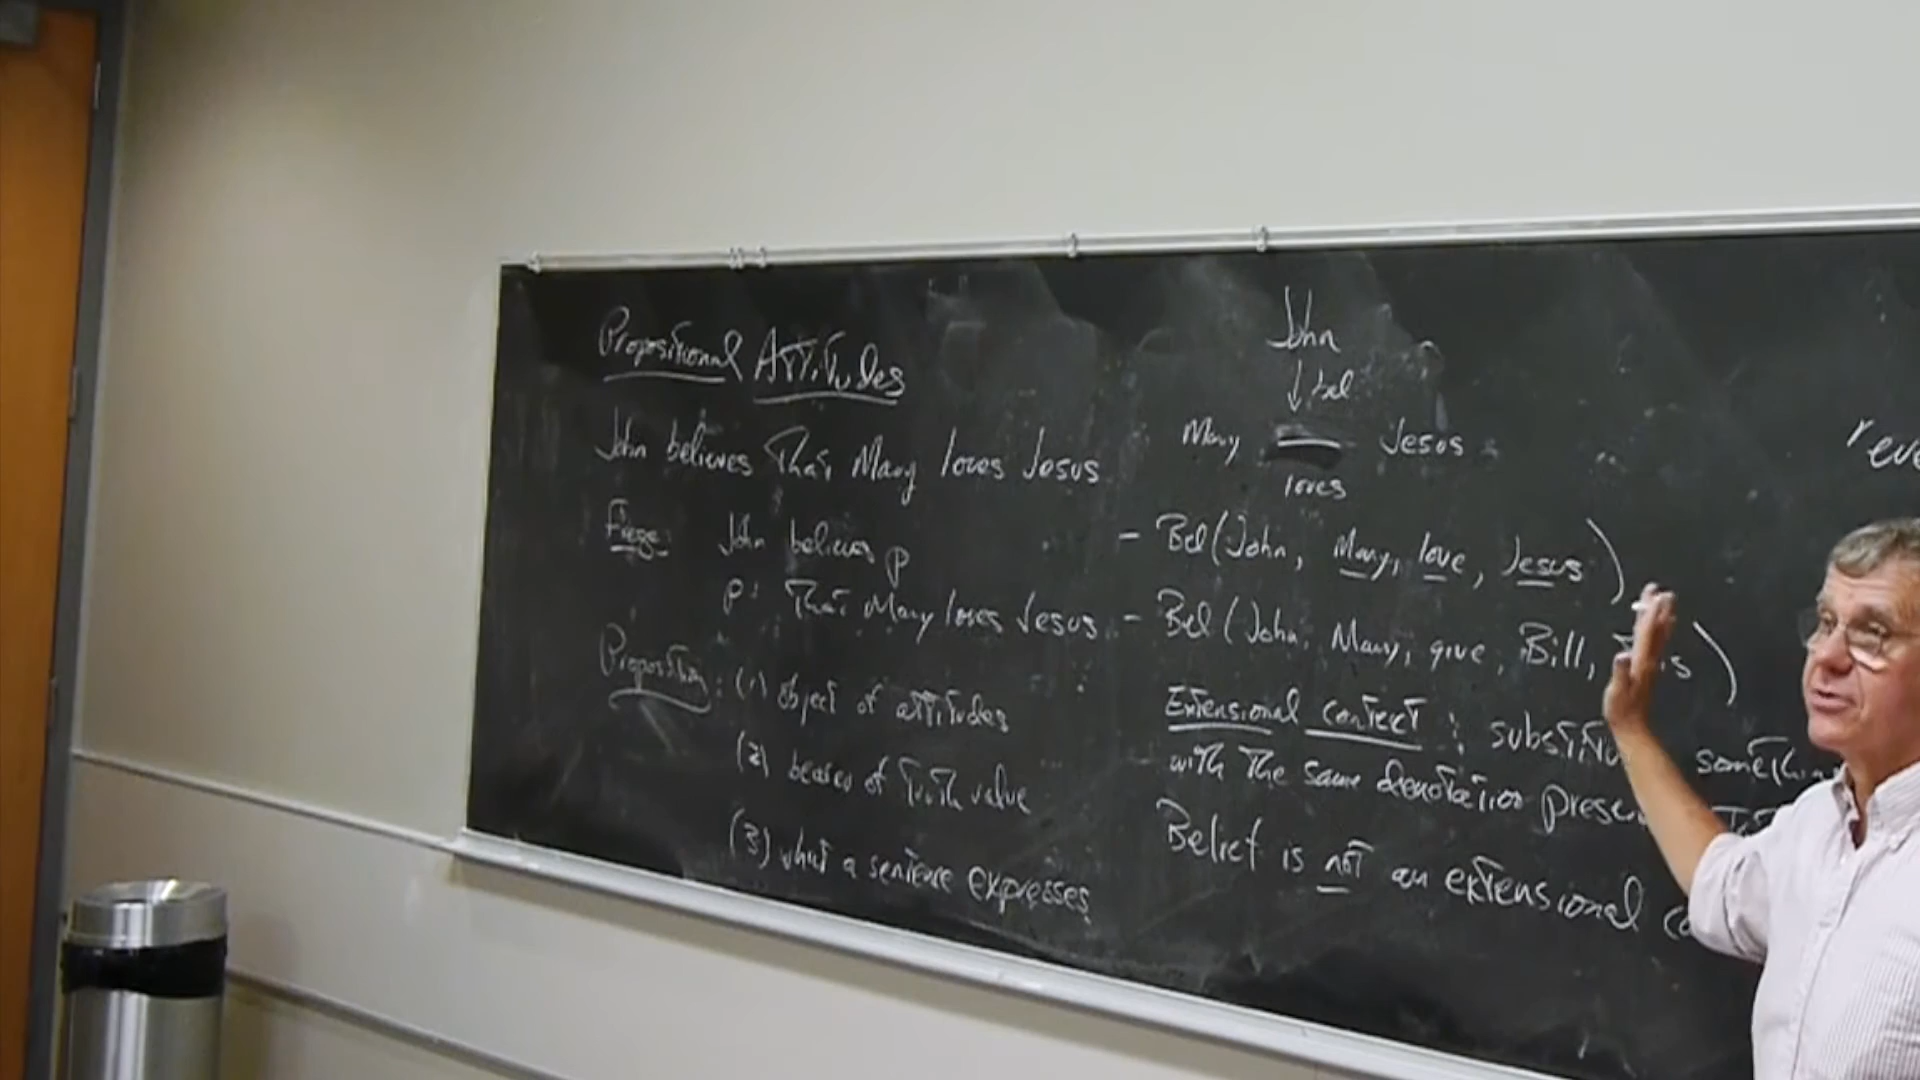 Propositional Attitudes
John believes that Mary loves Jesus
Frege: John believes p
p: that Mary loves Jesus
Proposition: (1) object of attitudes
(2) bearer of truth value
(3) what a sentence expresses
John
↓ bel
Mary Jesus
loves
- Bel (John, Mary, love, Jesus)
- Bel (John, Mary, give, Bill, )
Extensional context:
with the same denotation
Belief is not an extensional